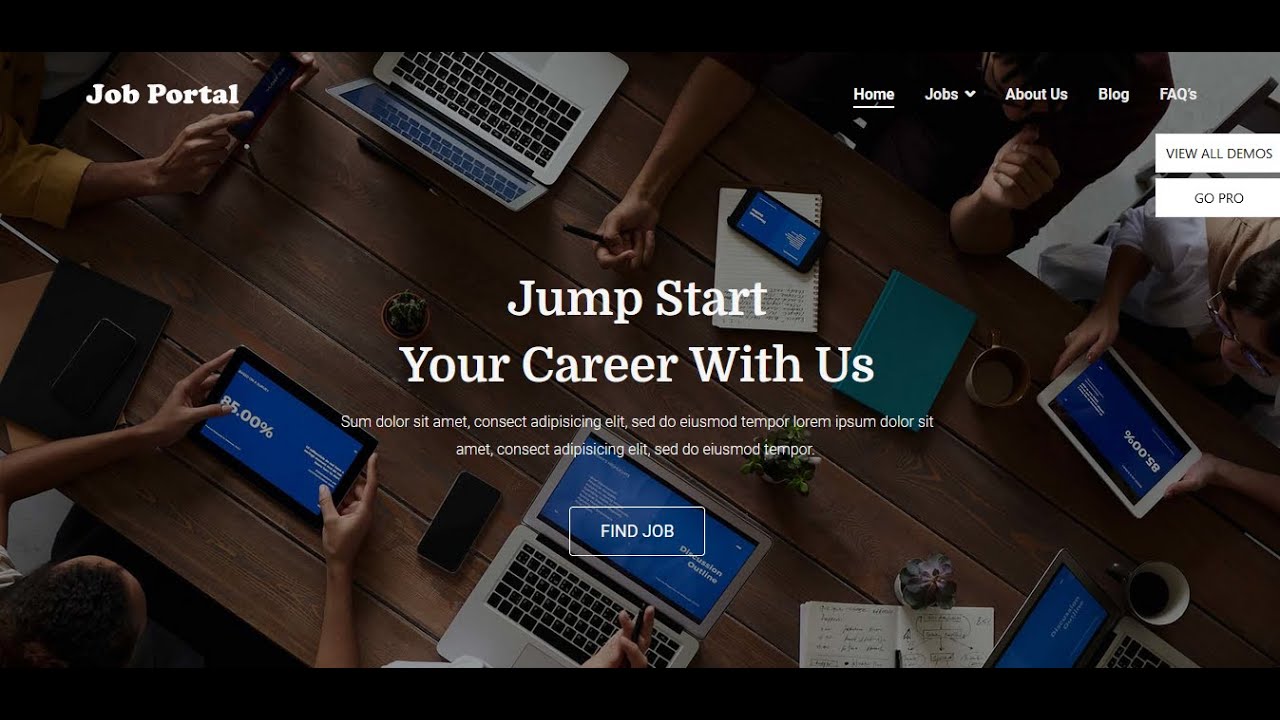 Job Portal
Home
Jobs
About Us
Blog
FAQ's
VIEW ALL DEMOS
GO PRO
Jump Start
Your Career With Us
Sum dolor sit amet, consect adipisicing elit, sed do eiusmod tempor lorem ipsum dolor sit
amet, consect adipisicing elit, sed do eiusmod tempor.
FIND JOB
85.00%
85.00%
Discussion
Outline
Discussion
Outline